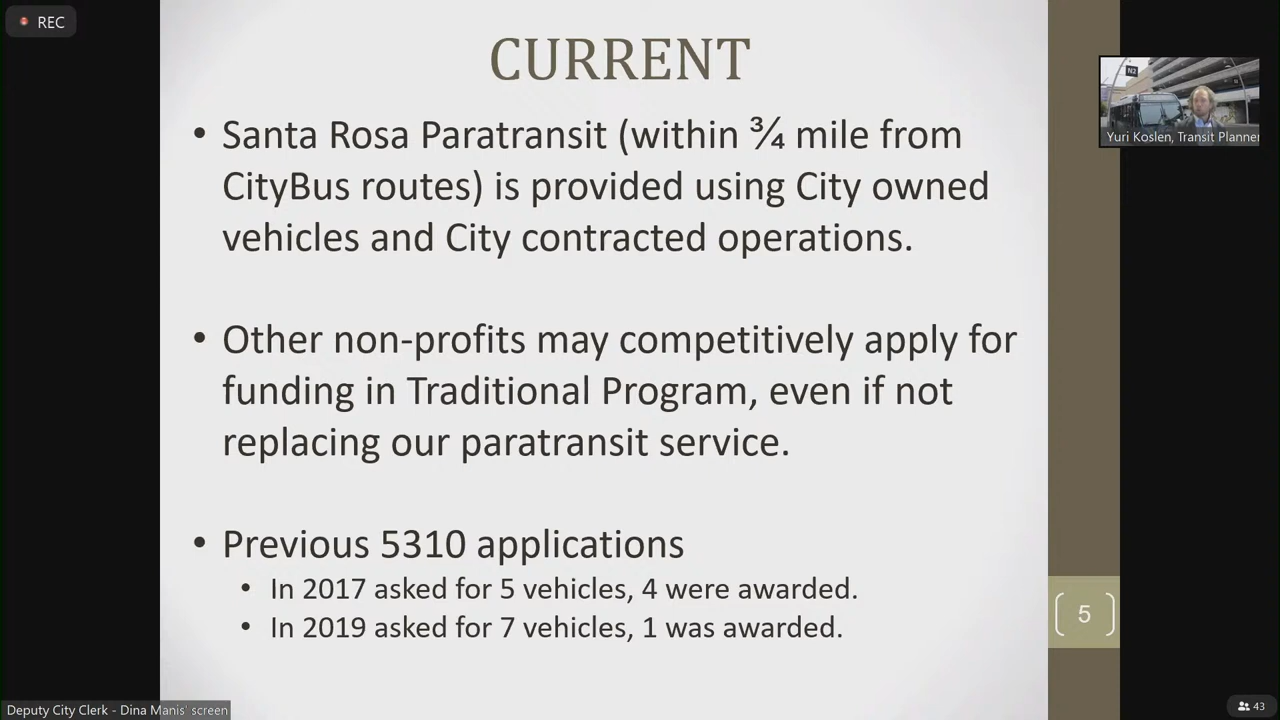 REC
CURRENT
• Santa Rosa Paratransit (within ¾ mile from
CityBus routes) is provided using City owned
vehicles and City contracted operations.
• Other non-profits may competitively apply for
funding in Traditional Program, even if not
replacing our paratransit service.
• Previous 5310 applications
• In 2017 asked for 5 vehicles, 4 were awarded.
• In 2019 asked for 7 vehicles, 1 was awarded.
5
Yuri Koslen, Transit Planner
Deputy City Clerk - Dina Manis' screen
43